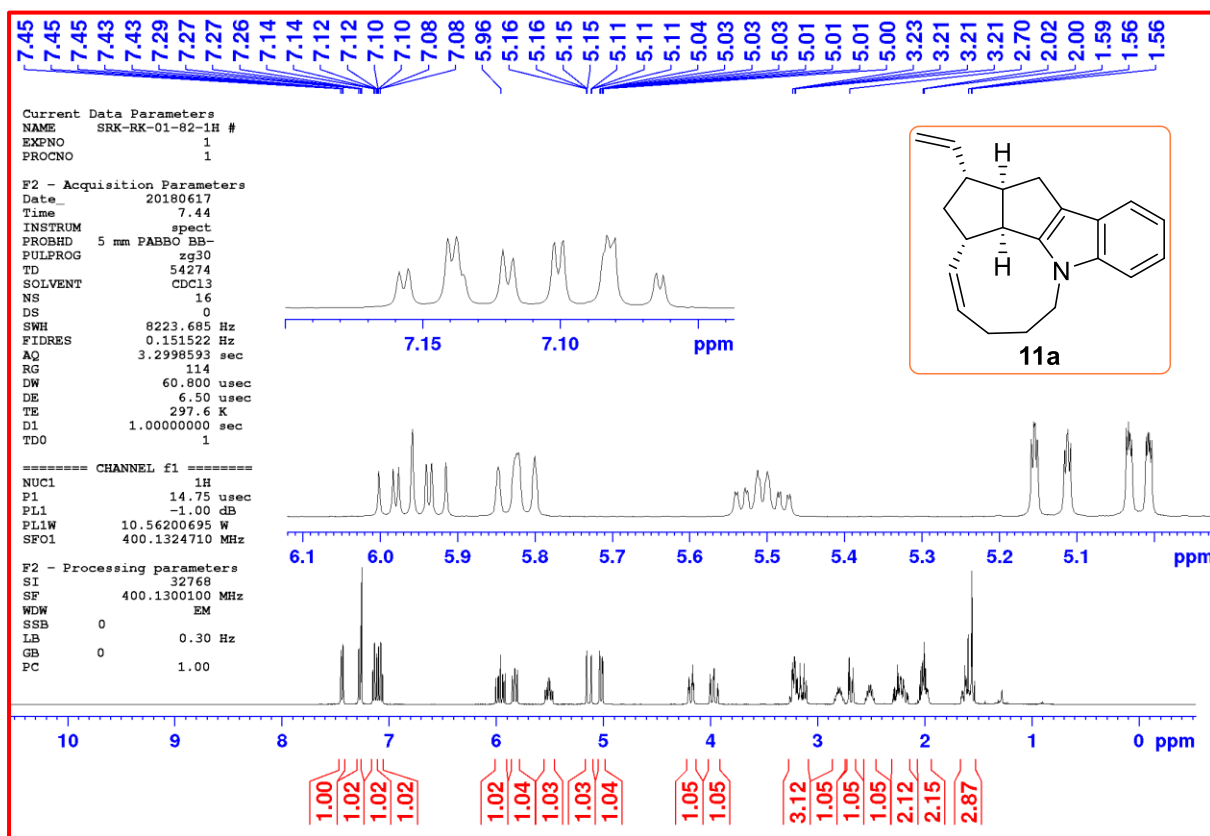 7.45 7.45 7.45 7.43 7.43 7.29 7.27 7.27 7.26 7.14 7.14 7.12 7.12 7.10 7.10 7.08 7.08 5.96 5.16 5.16 5.15 5.15 5.11 5.11 5.11 5.04 5.03 5.03 5.03 5.01 5.01 5.01 5.00 3.23 3.21 3.21 3.21 2.70 2.02 2.00 1.59 1.56 1.56
Current Data Parameters
NAME SRK-RK-01-82-1H #
EXPNO 1
PROCNO 1
F2 - Acquisition Parameters
Date_ 20180617
Time 7.44
INSTRUM spect
PROBHD 5 mm PABBO BB-
PULPROG zg30
TD 54274
SOLVENT CDCl3
NS 16
DS 0
SWH 8223.685 Hz
FIDRES 0.151522 Hz
AQ 3.2998593 sec
RG 114
DW 60.800 usec
DE 6.50 usec
TE 297.6 K
D1 1.00000000 sec
TD0 1
======== CHANNEL f1 ========
NUC1 1H
P1 14.75 usec
PL1 -1.00 dB
PL1W 10.56200695 W
SFO1 400.1324710 MHz
F2 - Processing parameters
SI 32768
SF 400.1300100 MHz
WDW EM
SSB 0
LB 0.30 Hz
GB 0
PC 1.00
H
H
N
11a
7.15 7.10 ppm
6.1 6.0 5.9 5.8 5.7 5.6 5.5 5.4 5.3 5.2 5.1 ppm
10 9 8 7 6 5 4 3 2 1 0 ppm
1.00 1.02 1.02 1.02 1.02 1.04 1.03 1.03 1.04 1.05 1.05 3.12 1.05 1.05 1.05 2.12 2.15 2.87